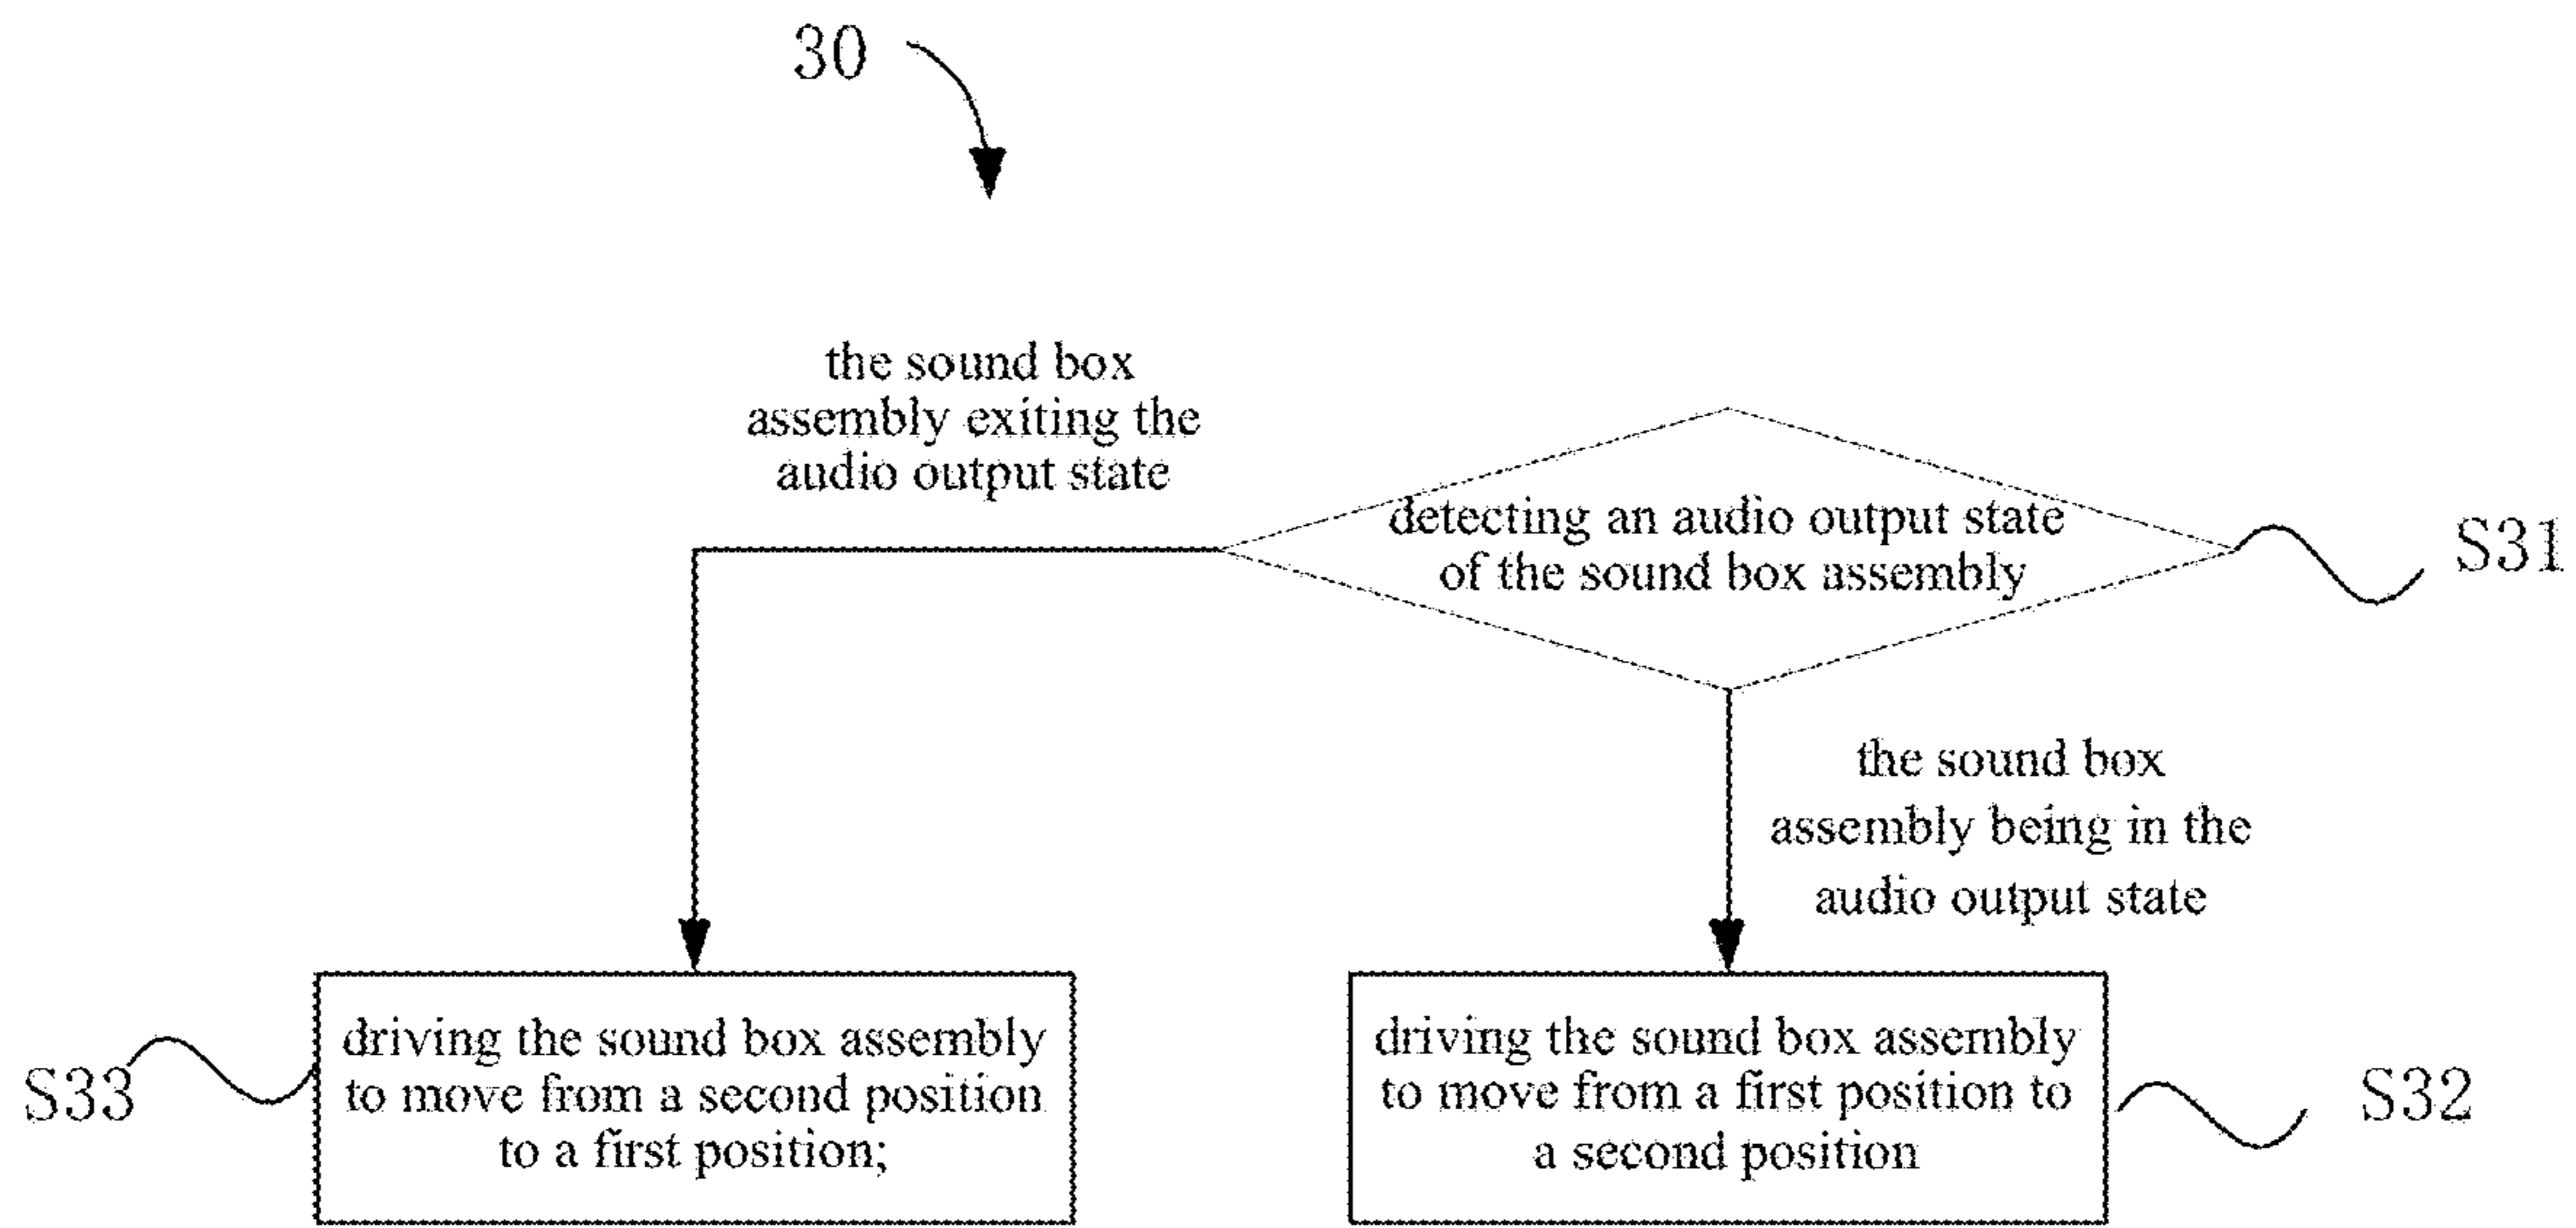 30
the sound box
assembly exiting the
audio output state
detecting an audio output state
of the sound box assembly
S31
the sound box
assembly being in the
audio output state
driving the sound box assembly
to move from a second position
to a first position;
S33
driving the sound box assembly
to move from a first position to
a second position
S32